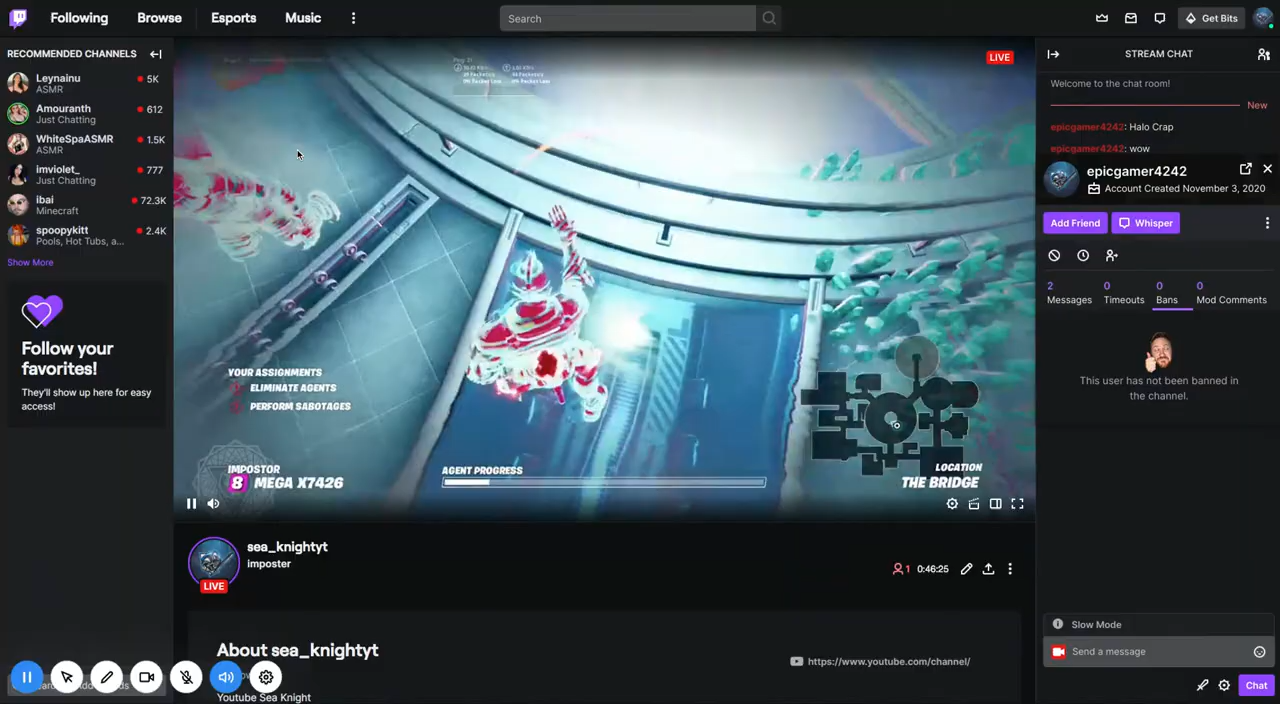 Following
Browse
Esports
Music
Search
Get Bits
RECOMMENDED CHANNELS
Leynainu
ASMR
5K
Amouranth
Just Chatting
612
WhiteSpaASMR
ASMR
1.5K
imviolet_
Just Chatting
777
ibai
Minecraft
72.3K
spoopykitt
Pools, Hot Tubs, a...
2.4K
Show More
Follow your
favorites!
They'll show up here for easy
access!
LIVE
YOUR ASSIGNMENTS
ELIMINATE AGENTS
PERFORM SABOTAGES
IMPOSTOR
8 MEGA X7426
AGENT PROGRESS
LOCATION
THE BRIDGE
sea_knightyt
imposter
LIVE
1 0:46:25
About sea_knightyt
https://www.youtube.com/channel/
Youtube Sea Knight
STREAM CHAT
Welcome to the chat room!
New
epicgamer4242: Halo Crap
epicgamer4242: wow
epicgamer4242
Account Created November 3, 2020
Add Friend
Whisper
2
Messages
0
Timeouts
0
Bans
0
Mod Comments
This user has not been banned in
the channel.
Slow Mode
Send a message
Chat